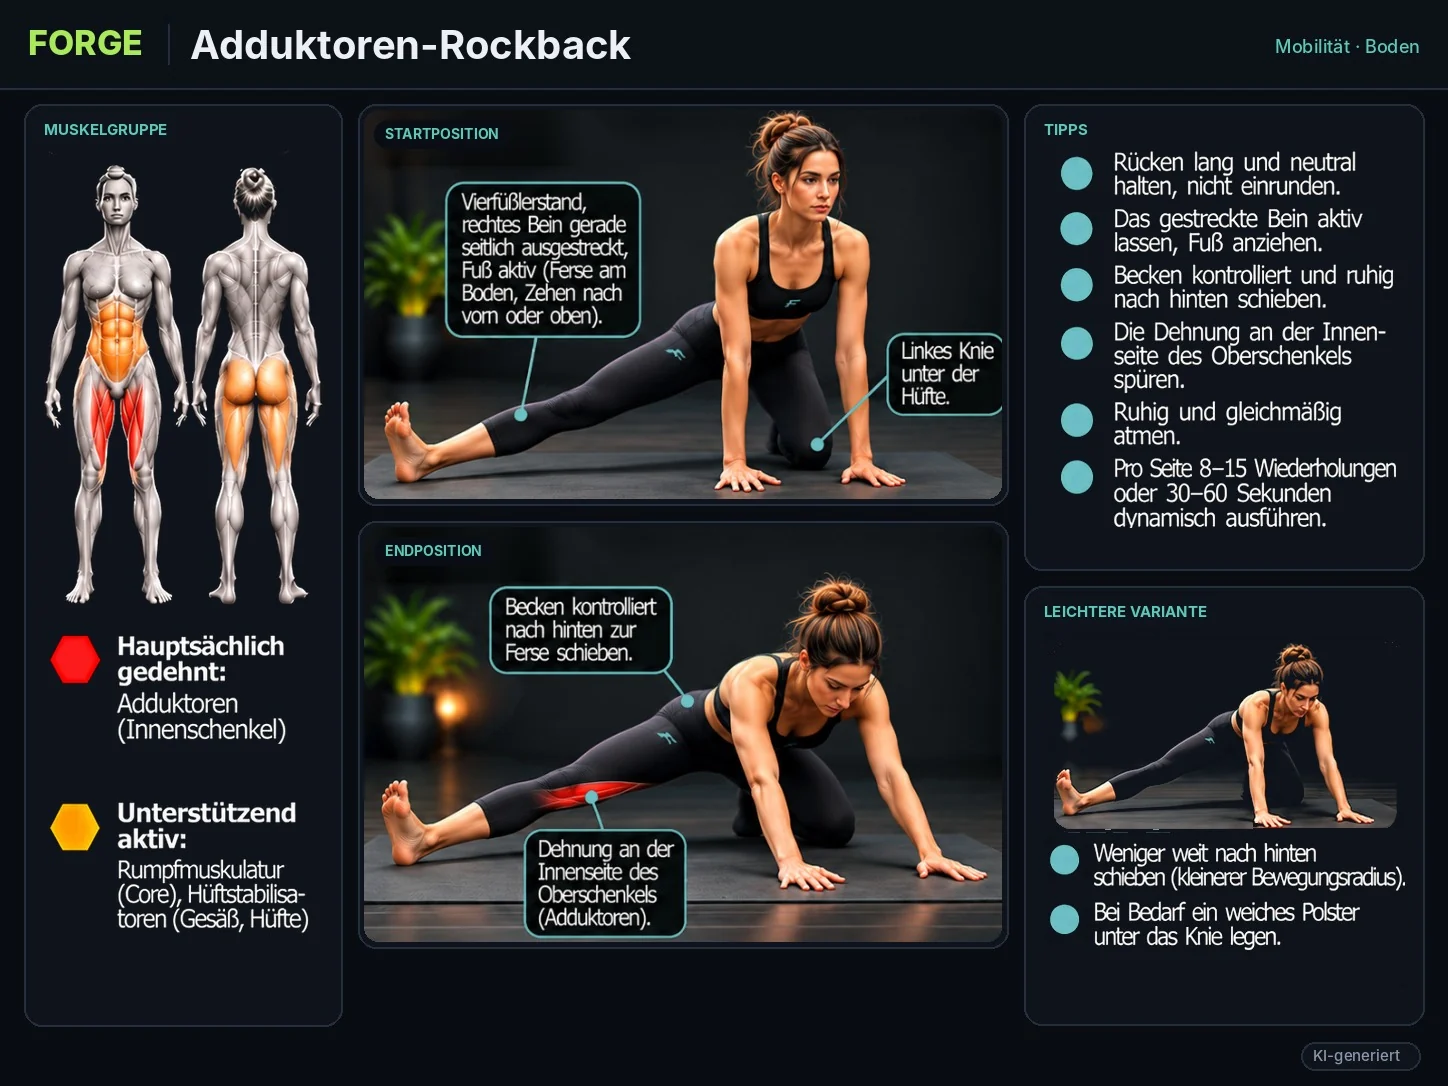 FORGE
Adduktoren-Rockback
Mobilität · Boden
MUSKELGRUPPE
Hauptsächlich
gedehnt:
Adduktoren
(Innenschenkel)
Unterstützend
aktiv:
Rumpfmuskulatur
(Core), Hüftstabilisa-
toren (Gesäß, Hüfte)
STARTPOSITION
Vierfüßlerstand,
rechtes Bein gerade
seitlich ausgestreckt,
Fuß aktiv (Ferse am
Boden, Zehen nach
vorn oder oben).
Linkes Knie
unter der
Hüfte.
ENDPOSITION
Becken kontrolliert
nach hinten zur
Ferse schieben.
Dehnung an der
Innenseite des
Oberschenkels
(Adduktoren).
TIPPS
Rücken lang und neutral
halten, nicht einrunden.
Das gestreckte Bein aktiv
lassen, Fuß anziehen.
Becken kontrolliert und ruhig
nach hinten schieben.
Die Dehnung an der Innen-
seite des Oberschenkels
spüren.
Ruhig und gleichmäßig
atmen.
Pro Seite 8–15 Wiederholungen
oder 30–60 Sekunden
dynamisch ausführen.
LEICHTERE VARIANTE
Weniger weit nach hinten
schieben (kleinerer Bewegungsradius).
Bei Bedarf ein weiches Polster
unter das Knie legen.
KI-generiert